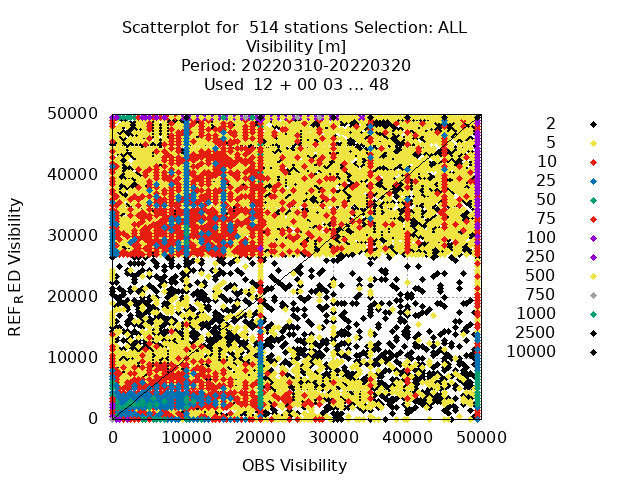 Scatterplot for 514 stations Selection: ALL
Visibility [m]
Period: 20220310-20220320
Used 12 + 00 03 ... 48
50000
40000
30000
20000
10000
0
0 10000 20000 30000 40000 50000
REF_RED Visibility
OBS Visibility
2
5
10
25
50
75
100
250
500
750
1000
2500
10000